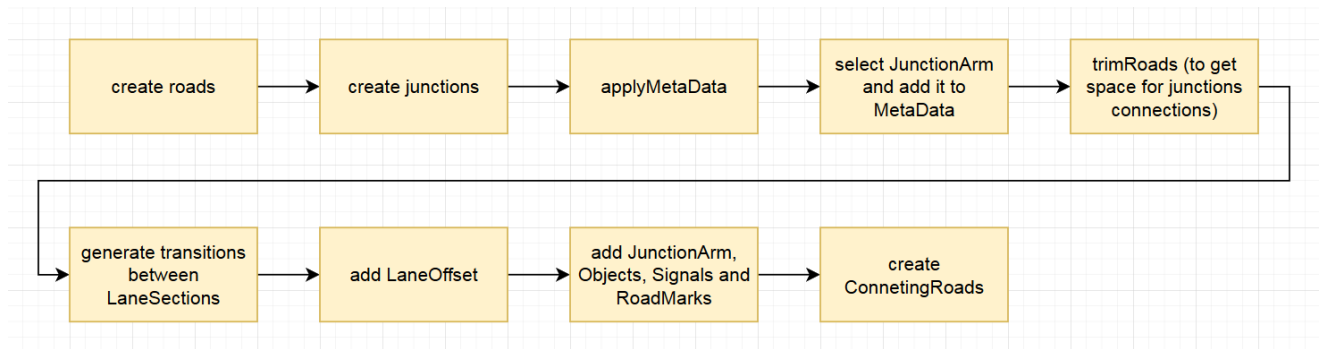 create roads
create junctions
applyMetaData
select JunctionArm
and add it to
MetaData
trimRoads (to get
space for junctions
connections)
generate transitions
between
LaneSections
add LaneOffset
add JunctionArm,
Objects, Signals and
RoadMarks
create
ConnetingRoads